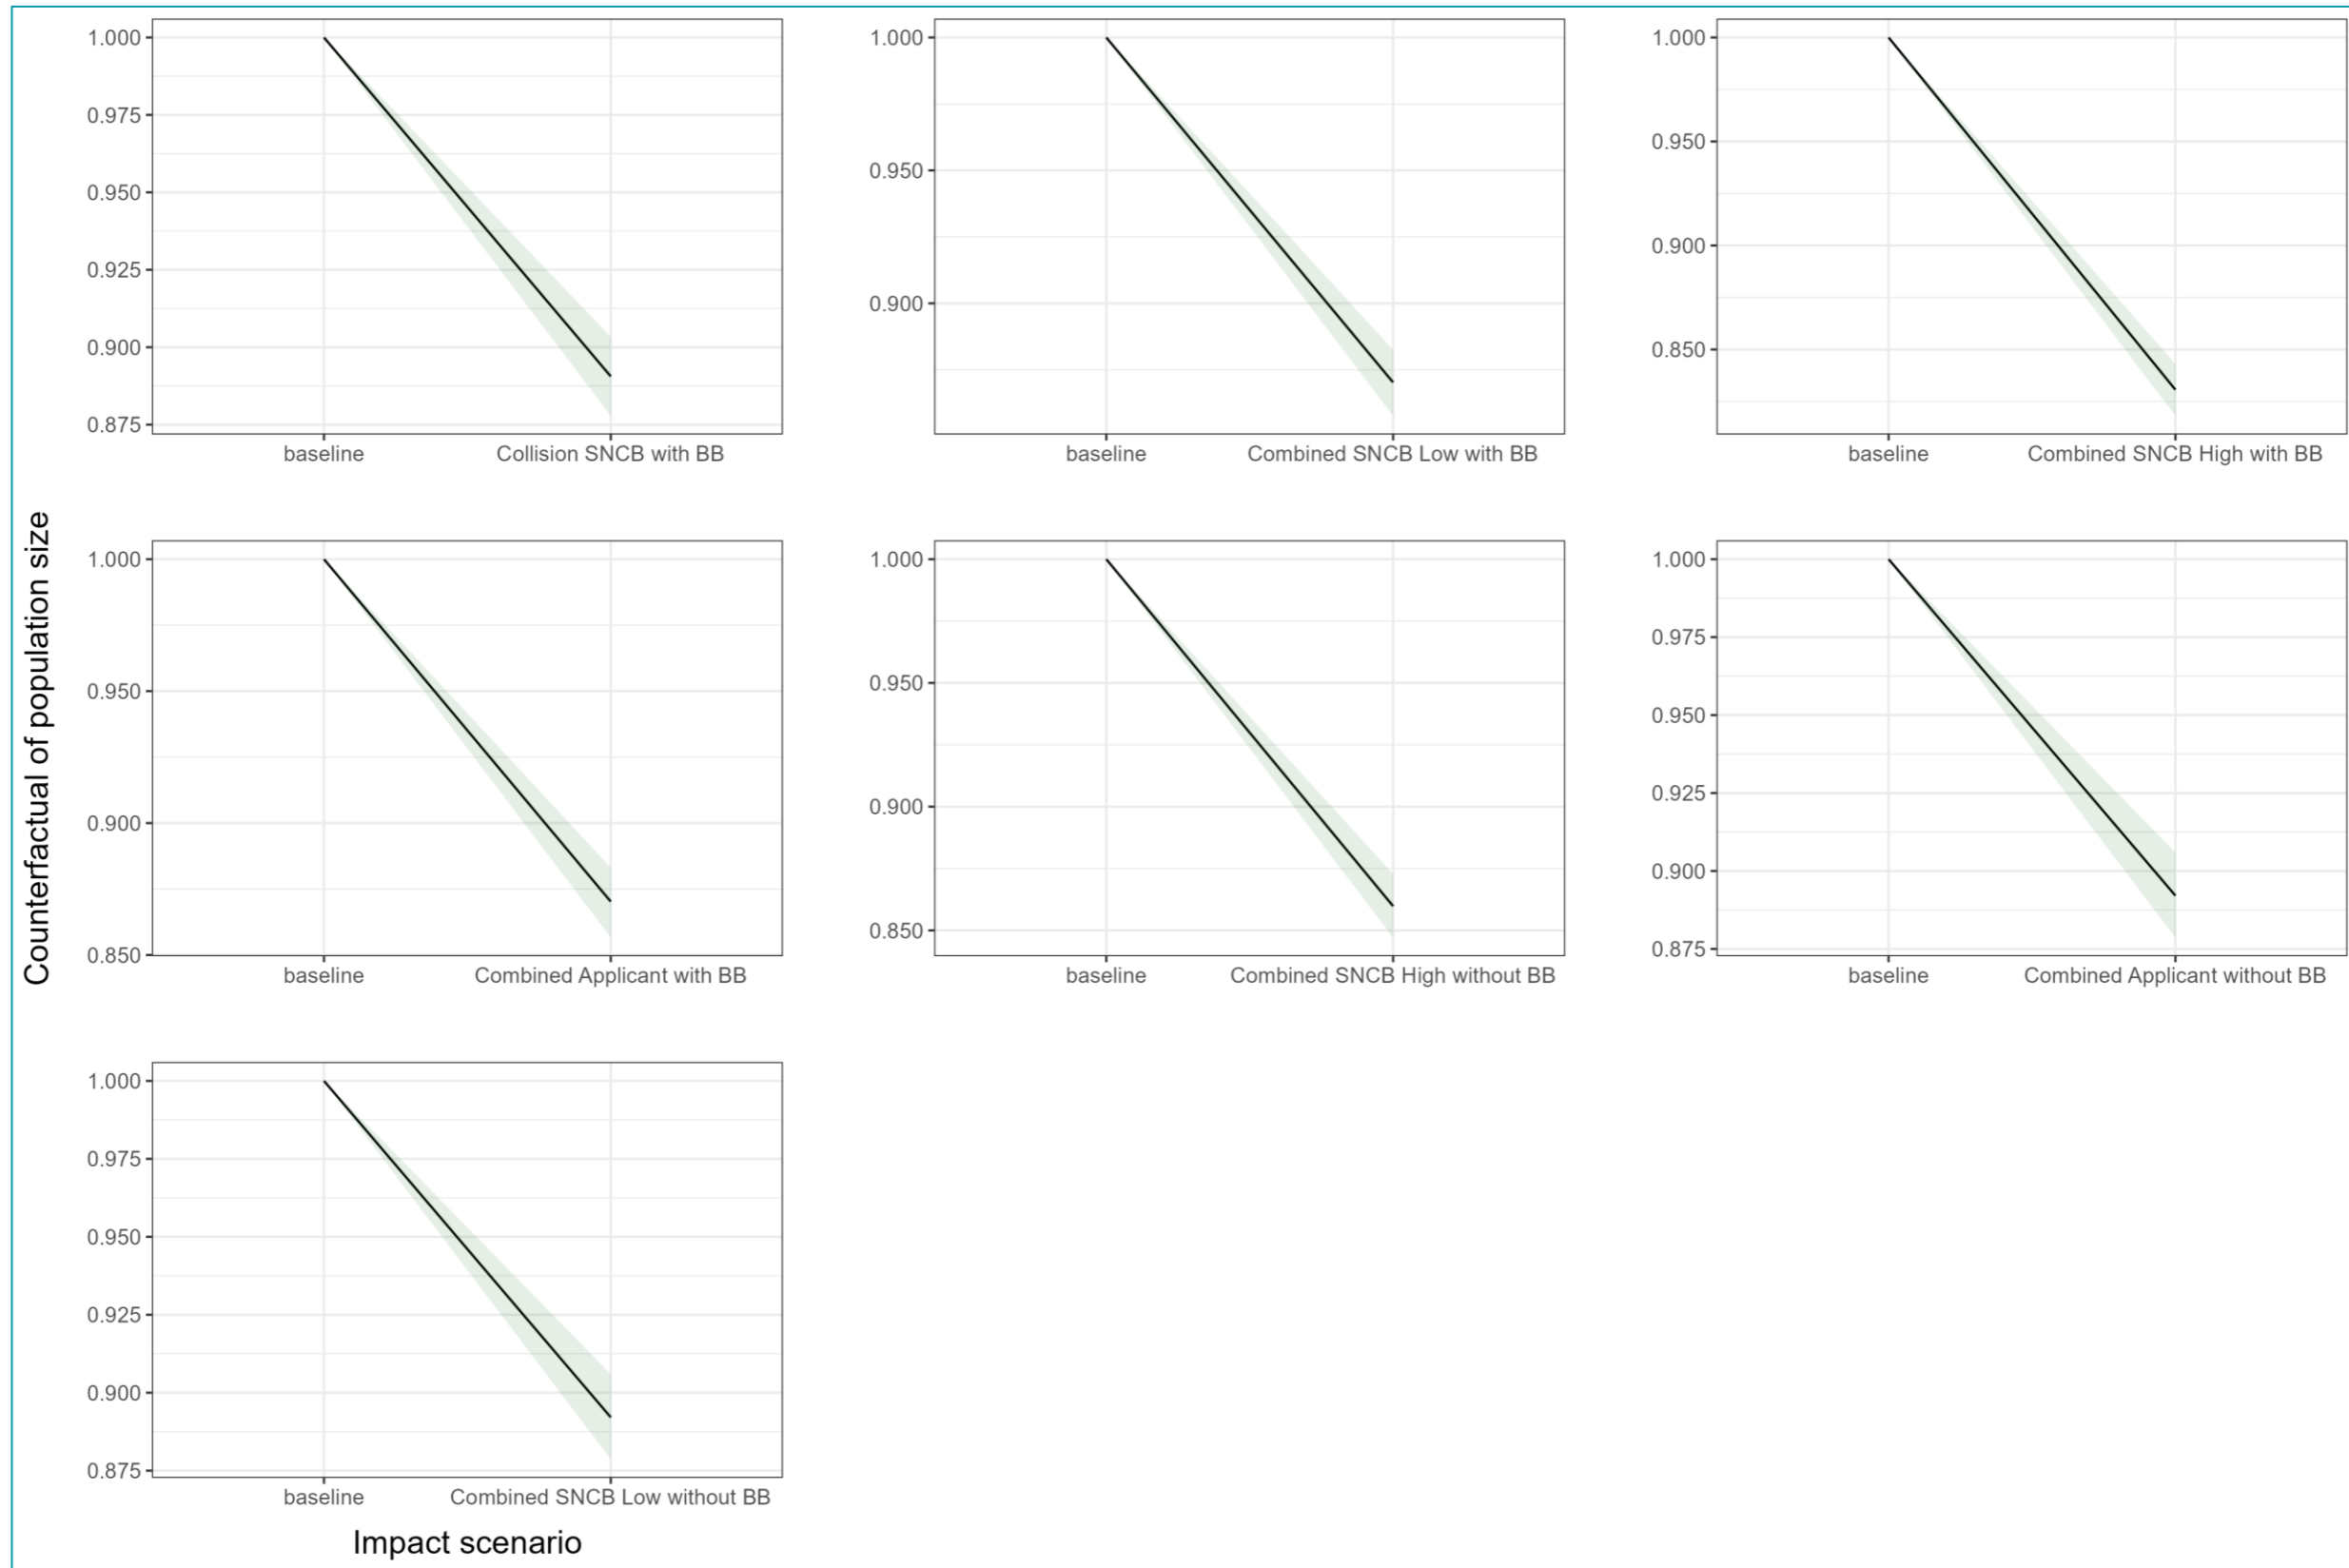 1.000
0.975
0.950
0.925
0.900
0.875
baseline
Collision SNCB with BB
1.000
0.950
0.900
baseline
Combined SNCB Low with BB
1.000
0.950
0.900
0.850
baseline
Combined SNCB High with BB
Counterfactual of population size
1.000
0.950
0.900
0.850
baseline
Combined Applicant with BB
1.000
0.950
0.900
0.850
baseline
Combined SNCB High without BB
1.000
0.975
0.950
0.925
0.900
0.875
baseline
Combined Applicant without BB
1.000
0.975
0.950
0.925
0.900
0.875
baseline
Combined SNCB Low without BB
Impact scenario